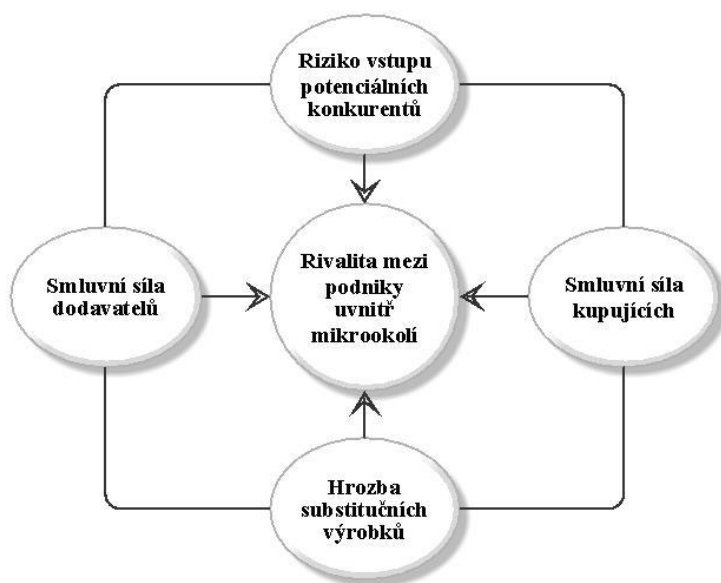 Riziko vstupu
potenciálních
konkurentů
Smluvní síla
dodavatelů
Rivalita mezi
podniky
uvnitř
mikrookolí
Smluvní síla
kupujících
Hrozba
substitučních
výrobků